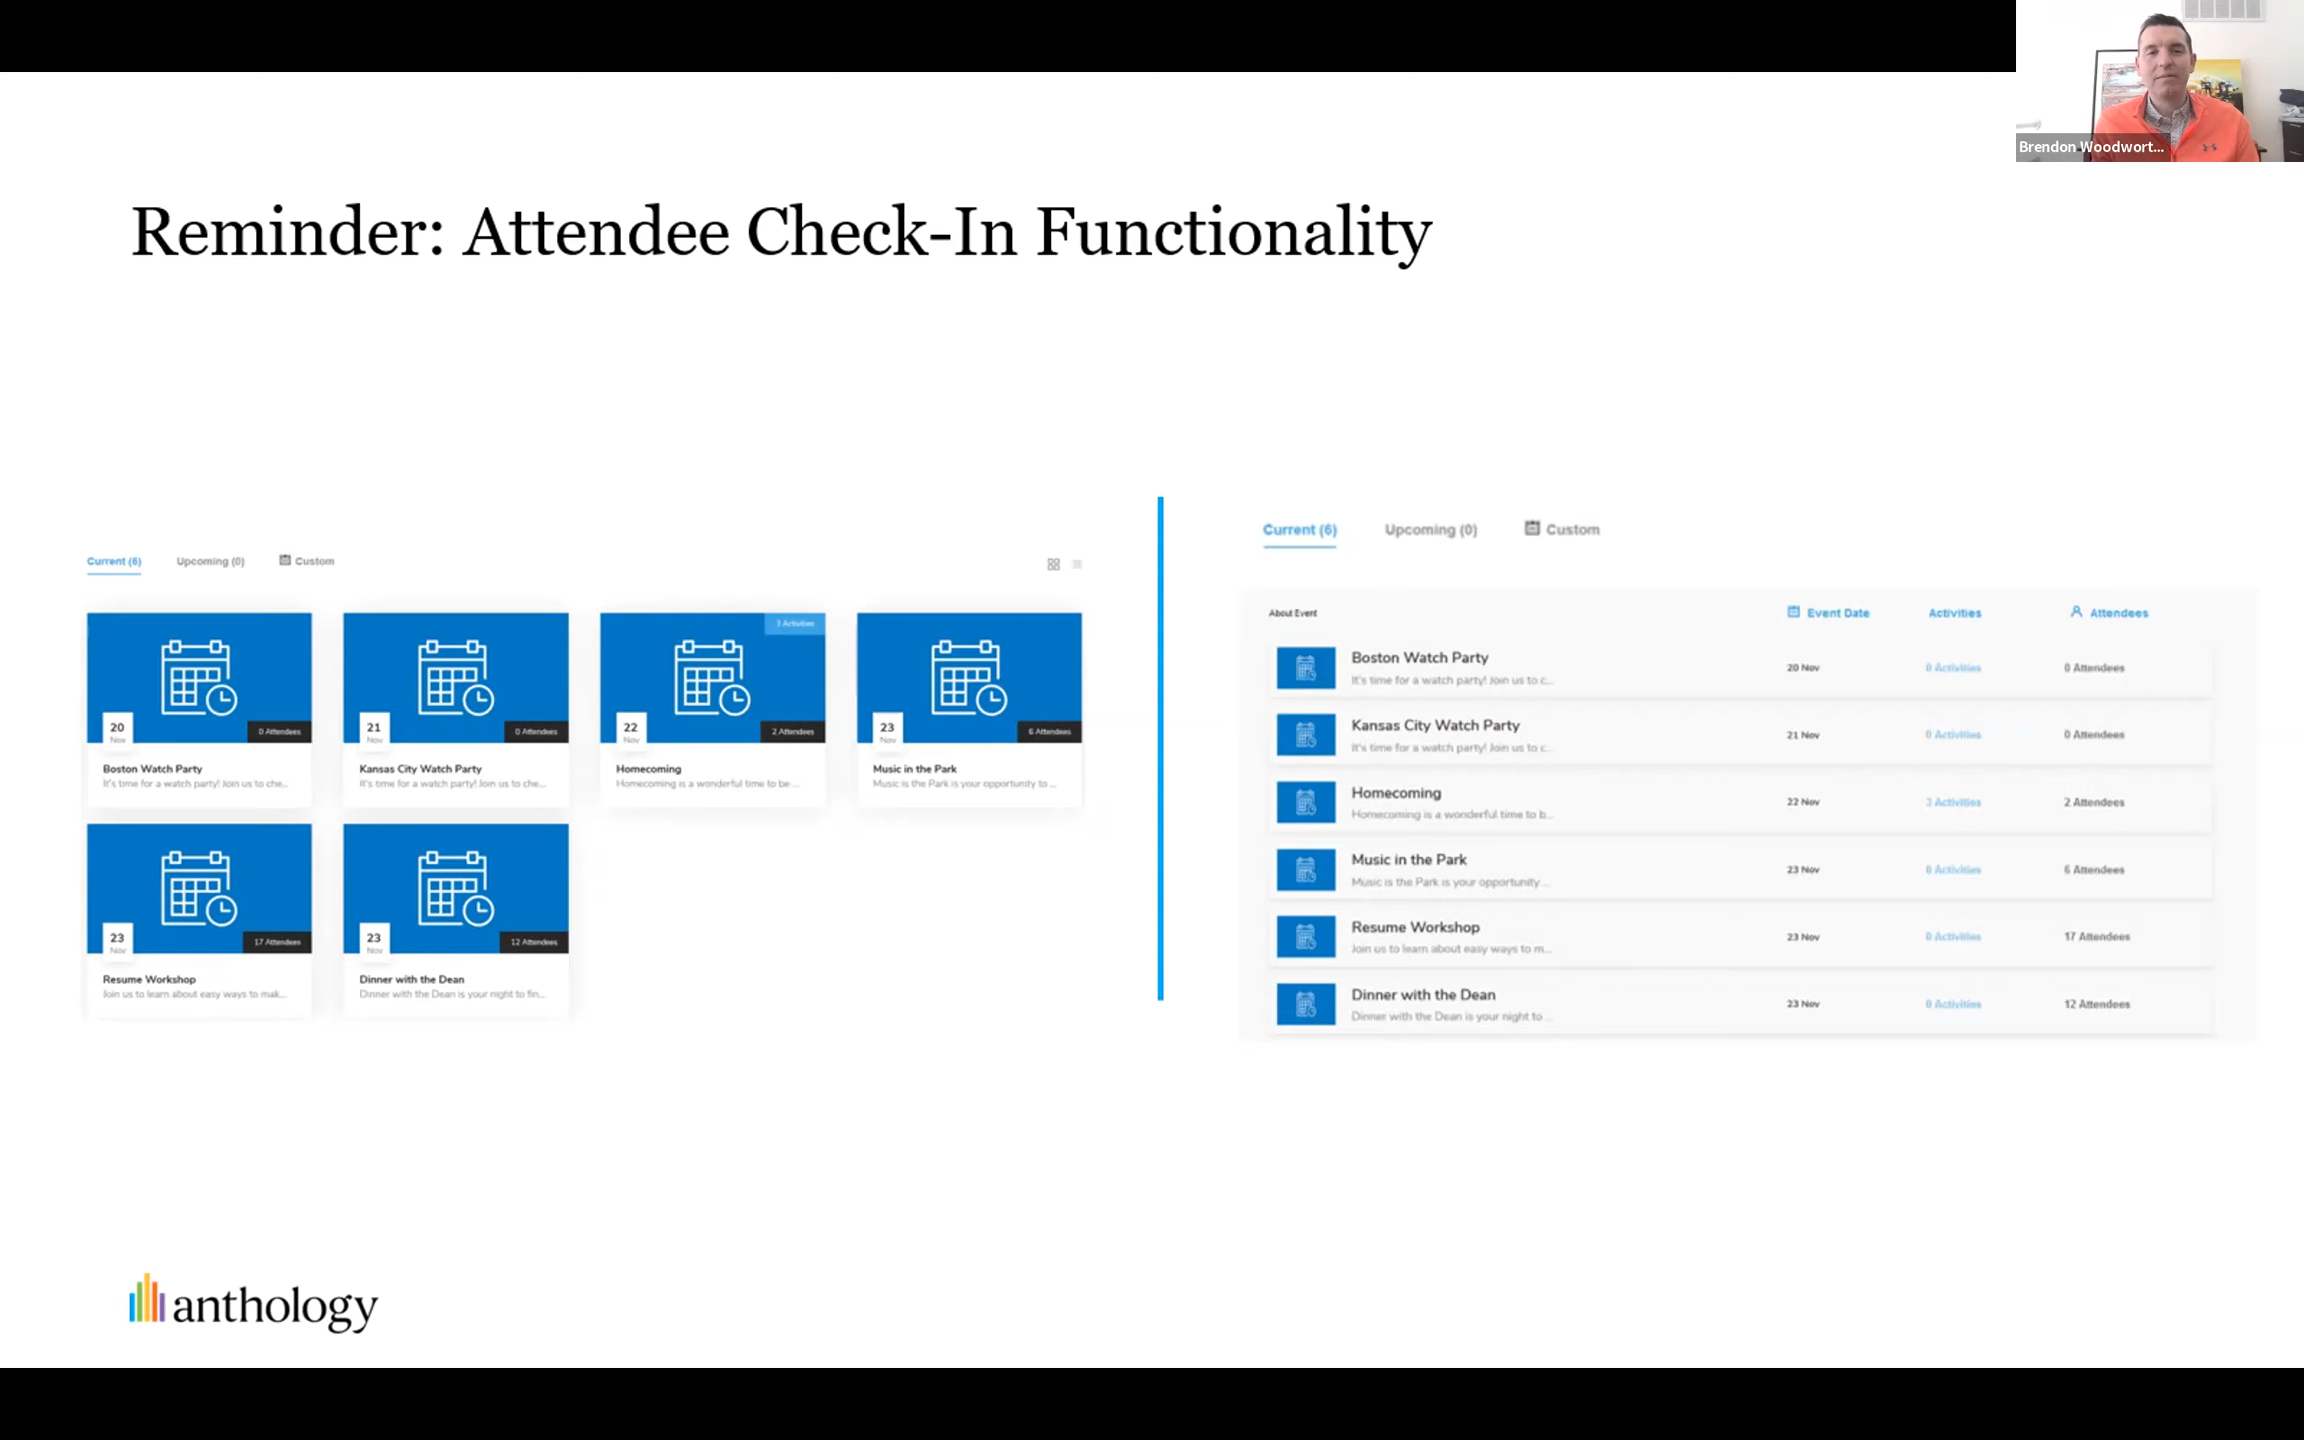 Brendon Woodwort...
Reminder: Attendee Check-In Functionality
Current (6) Upcoming (0) Custom
3 Activities
20 Nov 0 Attendees
21 Nov 0 Attendees
22 Nov 2 Attendees
23 Nov 6 Attendees
Boston Watch Party
It's time for a watch party! Join us to che...
Kansas City Watch Party
It's time for a watch party! Join us to che...
Homecoming
Homecoming is a wonderful time to be ...
Music in the Park
Music is the Park is your opportunity to ...
23 Nov 17 Attendees
23 Nov 12 Attendees
Resume Workshop
Join us to learn about easy ways to mak...
Dinner with the Dean
Dinner with the Dean is your night to fin...
Current (6) Upcoming (0) Custom
About Event Event Date Activities Attendees
Boston Watch Party
It's time for a watch party! Join us to c...
20 Nov 0 Activities 0 Attendees
Kansas City Watch Party
It's time for a watch party! Join us to c...
21 Nov 0 Activities 0 Attendees
Homecoming
Homecoming is a wonderful time to b...
22 Nov 3 Activities 2 Attendees
Music in the Park
Music is the Park is your opportunity ...
23 Nov 0 Activities 6 Attendees
Resume Workshop
Join us to learn about easy ways to m...
23 Nov 0 Activities 17 Attendees
Dinner with the Dean
Dinner with the Dean is your night to ...
23 Nov 0 Activities 12 Attendees
anthology